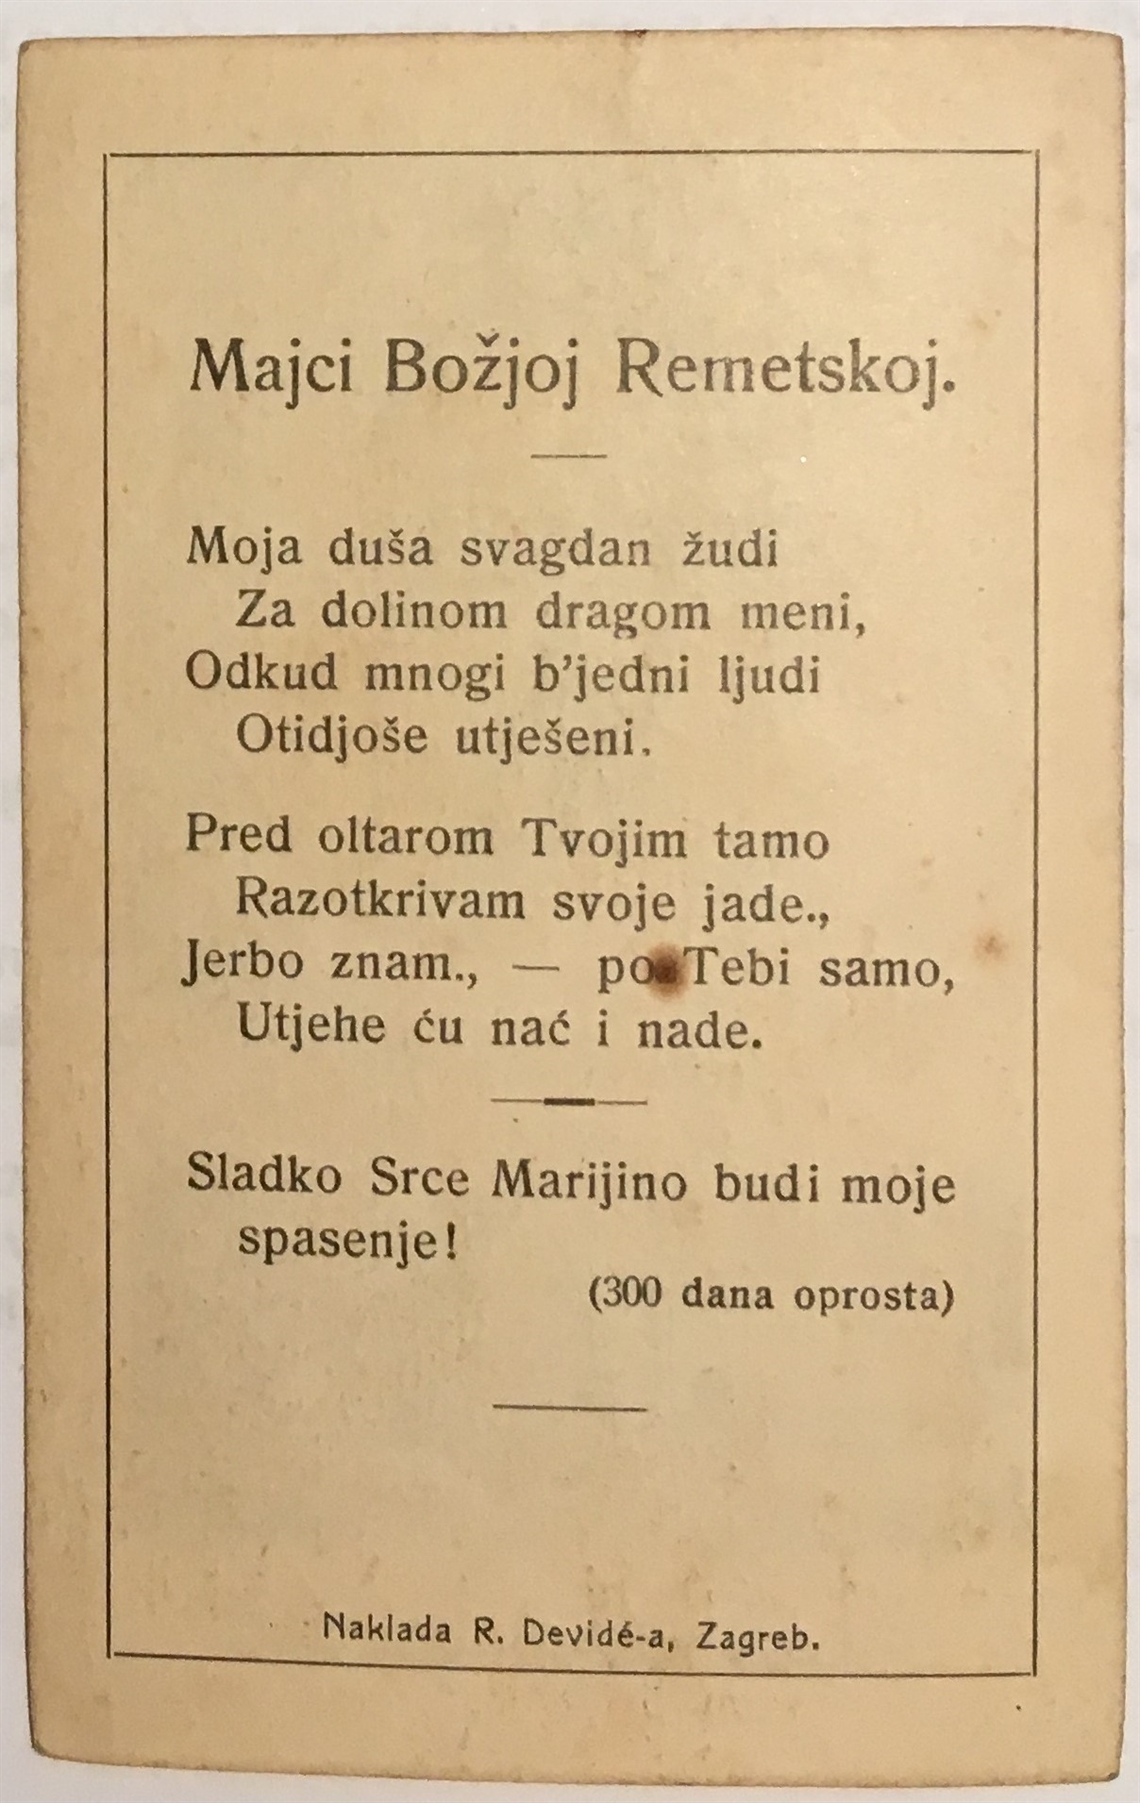 Majci Božjoj Remetskoj.
Moja duša svagdan žudi
Za dolinom dragom meni,
Odkud mnogi b’jedni ljudi
Otidjoše utješeni.
Pred oltarom Tvojim tamo
Razotkrivam svoje jade.,
Jerbo znam., — po Tebi samo,
Utjehe ću nać i nade.
Sladko Srce Marijino budi moje
spasenje!
(300 dana oprosta)
Naklada R. Devidé-a, Zagreb.